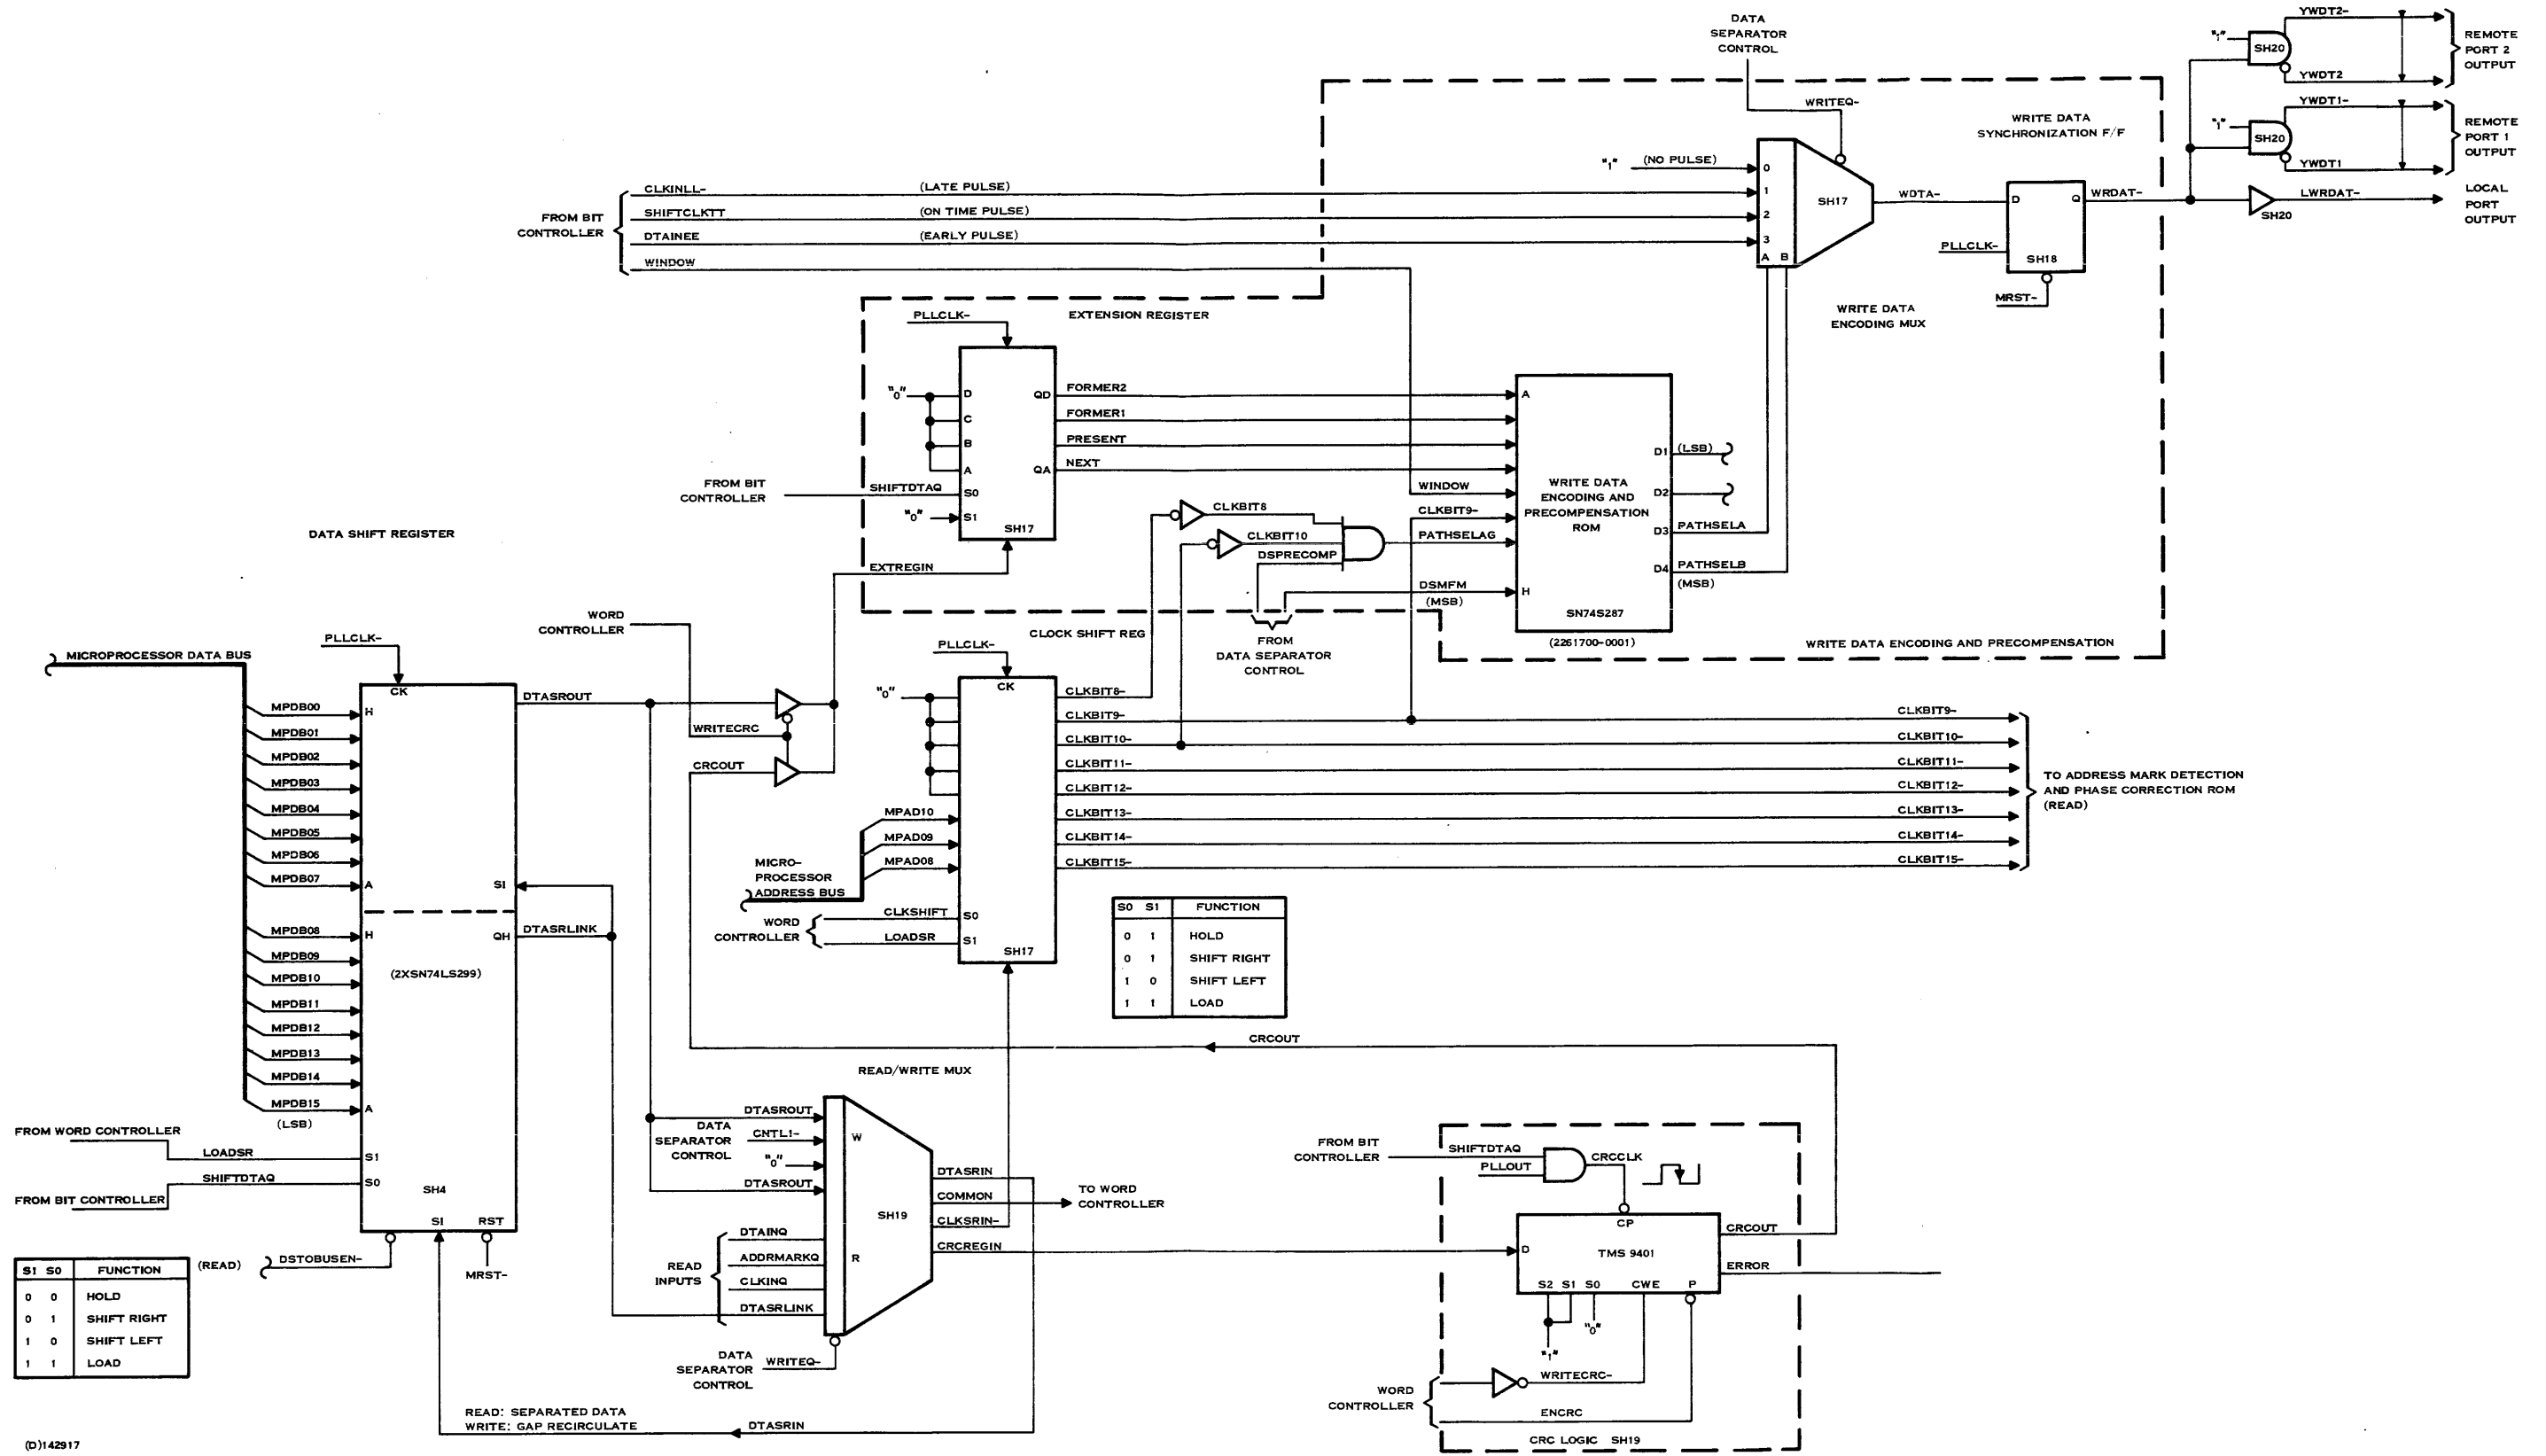 DATA
SEPARATOR
CONTROL
WRITEQ-
WRITE DATA
SYNCHRONIZATION F/F
"1"
SH20
YWDT2-
YWDT2
REMOTE
PORT 2
OUTPUT
"1"
SH20
YWDT1-
YWDT1
REMOTE
PORT 1
OUTPUT
"1" (NO PULSE)
0
1
2
3
A B
SH17
WDTA-
D Q
SH18
PLLCLK-
MRST-
WRDAT-
SH20
LWRDAT-
LOCAL
PORT
OUTPUT
WRITE DATA
ENCODING MUX
FROM BIT
CONTROLLER
CLKINLL- (LATE PULSE)
SHIFTCLKTT (ON TIME PULSE)
DTAINEE (EARLY PULSE)
WINDOW
PLLCLK-
EXTENSION REGISTER
"0"
D QD
C
B
A QA
S0
S1
SH17
FORMER2
FORMER1
PRESENT
NEXT
FROM BIT
CONTROLLER
SHIFTDTAQ
"0"
EXTREGIN
WINDOW
CLKBIT8
CLKBIT10
DSPRECOMP
CLKBIT9-
PATHSELAG
DSMFM
(MSB)
A
H
WRITE DATA
ENCODING AND
PRECOMPENSATION
ROM
SN74S287
(2261700-0001)
D1 (LSB)
D2
D3 PATHSELA
D4 PATHSELB
(MSB)
FROM
DATA SEPARATOR
CONTROL
WRITE DATA ENCODING AND PRECOMPENSATION
DATA SHIFT REGISTER
WORD
CONTROLLER
MICROPROCESSOR DATA BUS
PLLCLK-
CK
MPDB00 H
MPDB01
MPDB02
MPDB03
MPDB04
MPDB05
MPDB06
MPDB07 A
MPDB08 H
MPDB09
MPDB10
MPDB11
MPDB12
MPDB13
MPDB14
MPDB15 A
(LSB)
SI
QH
(2XSN74LS299)
DTASROUT
DTASRLINK
WRITECRC
CRCOUT
CLOCK SHIFT REG
PLLCLK-
CK
"0"
MPAD10
MPAD09
MPAD08
MICRO-
PROCESSOR
ADDRESS BUS
WORD
CONTROLLER
CLKSHIFT S0
LOADSR S1
SH17
CLKBIT8-
CLKBIT9- CLKBIT9-
CLKBIT10- CLKBIT10-
CLKBIT11- CLKBIT11-
CLKBIT12- CLKBIT12-
CLKBIT13- CLKBIT13-
CLKBIT14- CLKBIT14-
CLKBIT15- CLKBIT15-
TO ADDRESS MARK DETECTION
AND PHASE CORRECTION ROM
(READ)
S0 S1 FUNCTION
0 1 HOLD
0 1 SHIFT RIGHT
1 0 SHIFT LEFT
1 1 LOAD
CRCOUT
FROM WORD CONTROLLER
LOADSR S1
SHIFTDTAQ S0
FROM BIT CONTROLLER
SH4
SI RST
(READ) DSTOBUSEN-
MRST-
S1 S0 FUNCTION
0 0 HOLD
0 1 SHIFT RIGHT
1 0 SHIFT LEFT
1 1 LOAD
READ/WRITE MUX
DTASROUT
DATA
SEPARATOR
CONTROL
CNTL1-
"0"
DTASROUT
W
READ
INPUTS
DTAINQ
ADDRMARKQ
CLKINQ
DTASRLINK
R
SH19
DTASRIN
COMMON
CLKSRIN-
CRCREGIN
TO WORD
CONTROLLER
DATA
SEPARATOR
CONTROL
WRITEQ-
READ: SEPARATED DATA
WRITE: GAP RECIRCULATE
DTASRIN
FROM BIT
CONTROLLER
SHIFTDTAQ
PLLOUT
CRCCLK
CP
D
TMS 9401
S2 S1 S0 CWE P
CRCOUT
ERROR
"0"
"1"
WRITECRC-
WORD
CONTROLLER
ENCRC
CRC LOGIC SH19
(D)142917